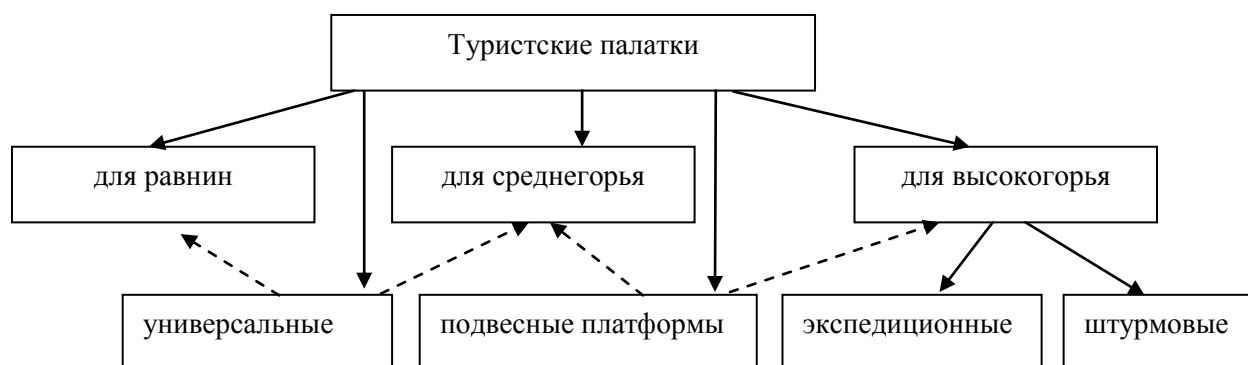 Туристские палатки
для равнин
для среднегорья
для высокогорья
универсальные
подвесные платформы
экспедиционные
штурмовые